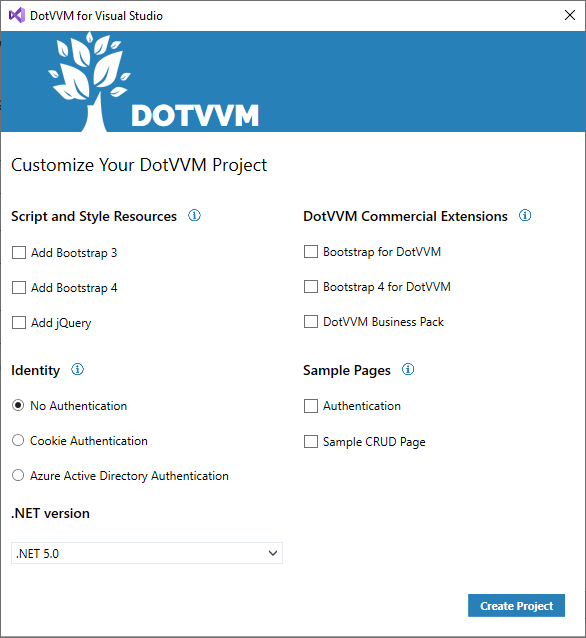 DotVVM for Visual Studio
DOTVVM
Customize Your DotVVM Project
Script and Style Resources
Add Bootstrap 3
Add Bootstrap 4
Add jQuery
DotVVM Commercial Extensions
Bootstrap for DotVVM
Bootstrap 4 for DotVVM
DotVVM Business Pack
Identity
No Authentication
Cookie Authentication
Azure Active Directory Authentication
Sample Pages
Authentication
Sample CRUD Page
.NET version
.NET 5.0
Create Project